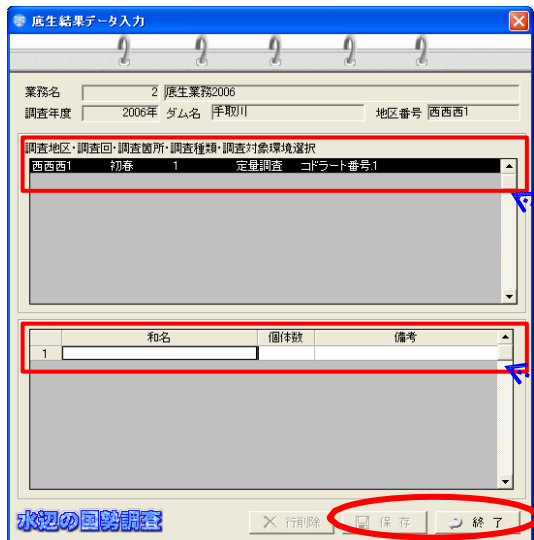 底生結果データ入力
業務名 2 底生業務2006
調査年度 2006年 ダム名 手取川 地区番号 西西西1
調査地区・調査回・調査箇所・調査種類・調査対象環境選択
西西西1 初春 1 定量調査 コドラート番号.1
和名 個体数 備考
1
水辺の国勢調査 行削除 保存 終了